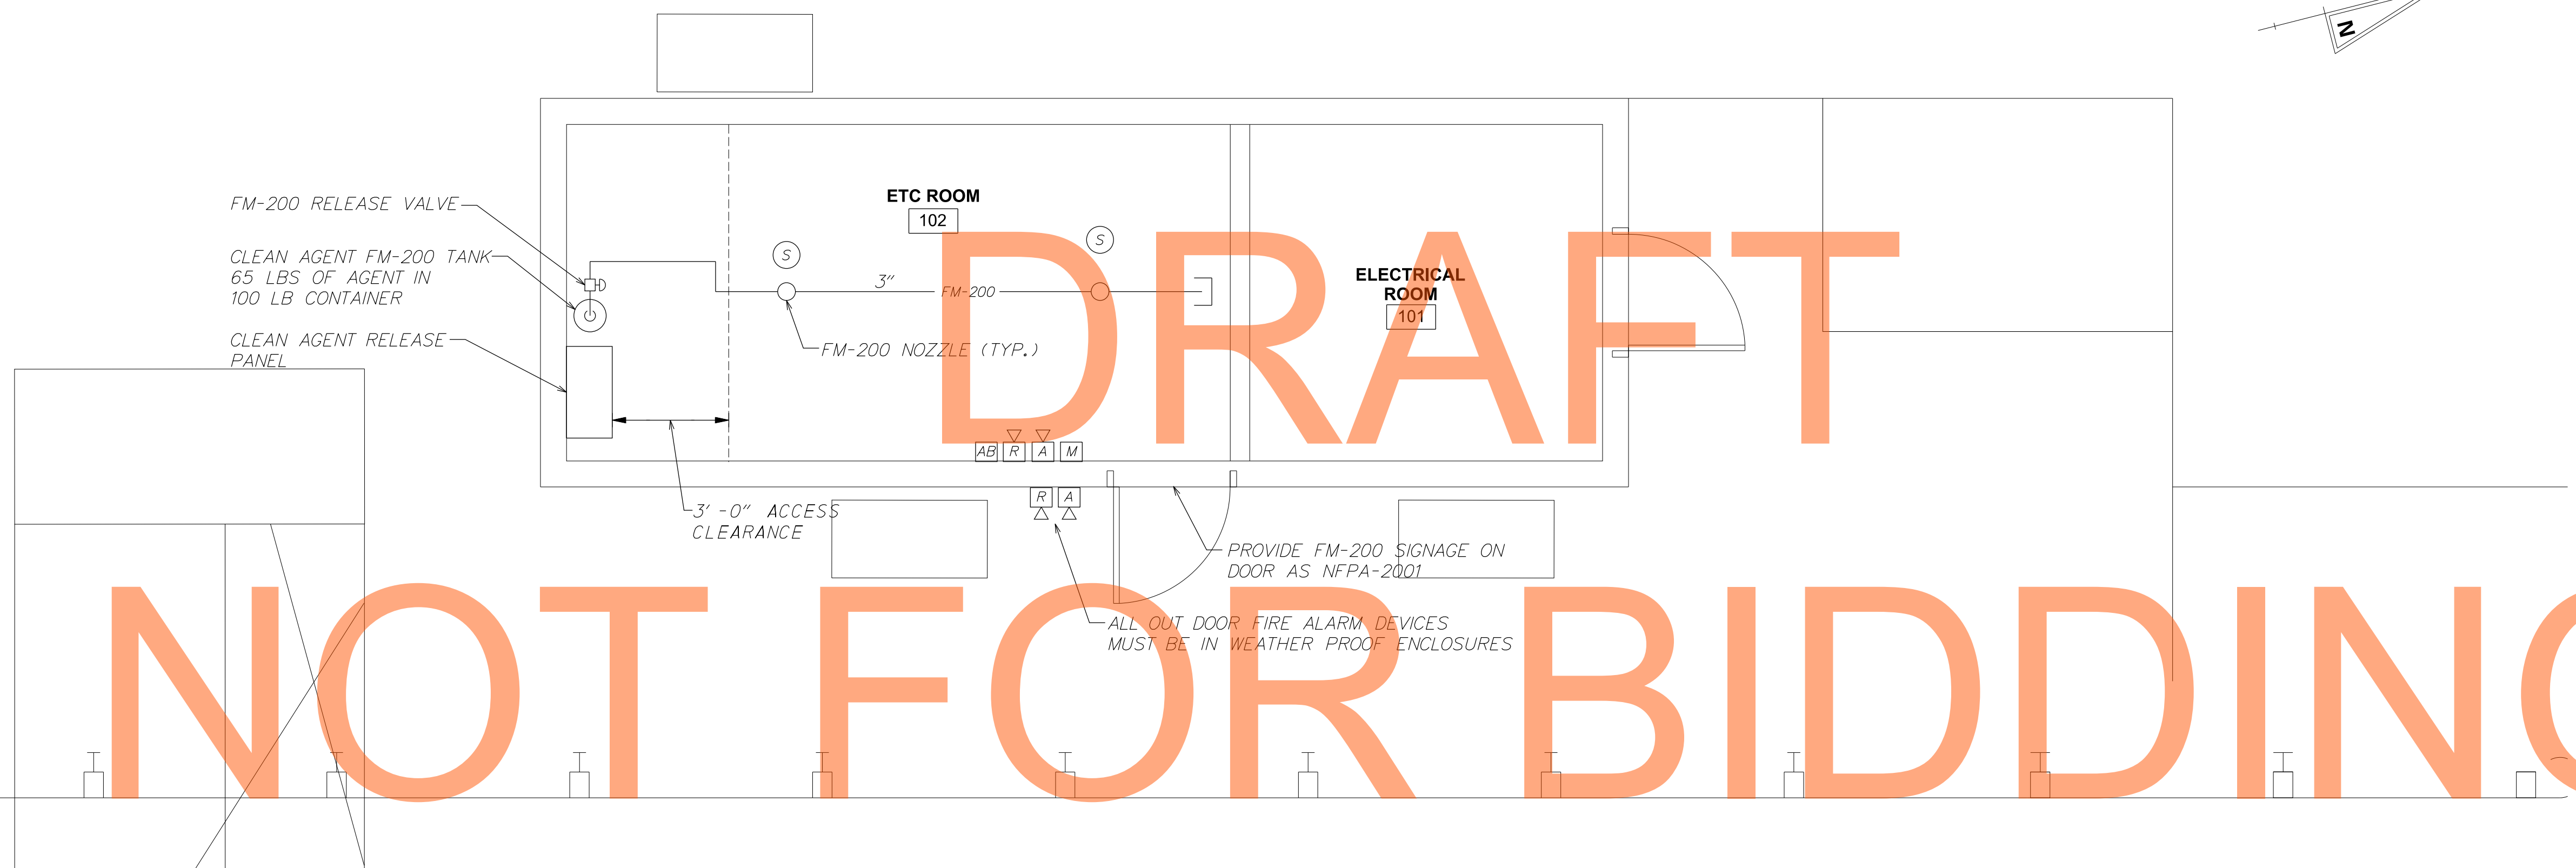 N
FM-200 RELEASE VALVE
CLEAN AGENT FM-200 TANK
65 LBS OF AGENT IN
100 LB CONTAINER
CLEAN AGENT RELEASE
PANEL
ETC ROOM
102
S
S
3"
FM-200
FM-200 NOZZLE (TYP.)
ELECTRICAL
ROOM
101
AB R A M
R A
3'-0" ACCESS
CLEARANCE
PROVIDE FM-200 SIGNAGE ON
DOOR AS NFPA-2001
ALL OUT DOOR FIRE ALARM DEVICES
MUST BE IN WEATHER PROOF ENCLOSURES
DRAFT
NOT FOR BIDDING